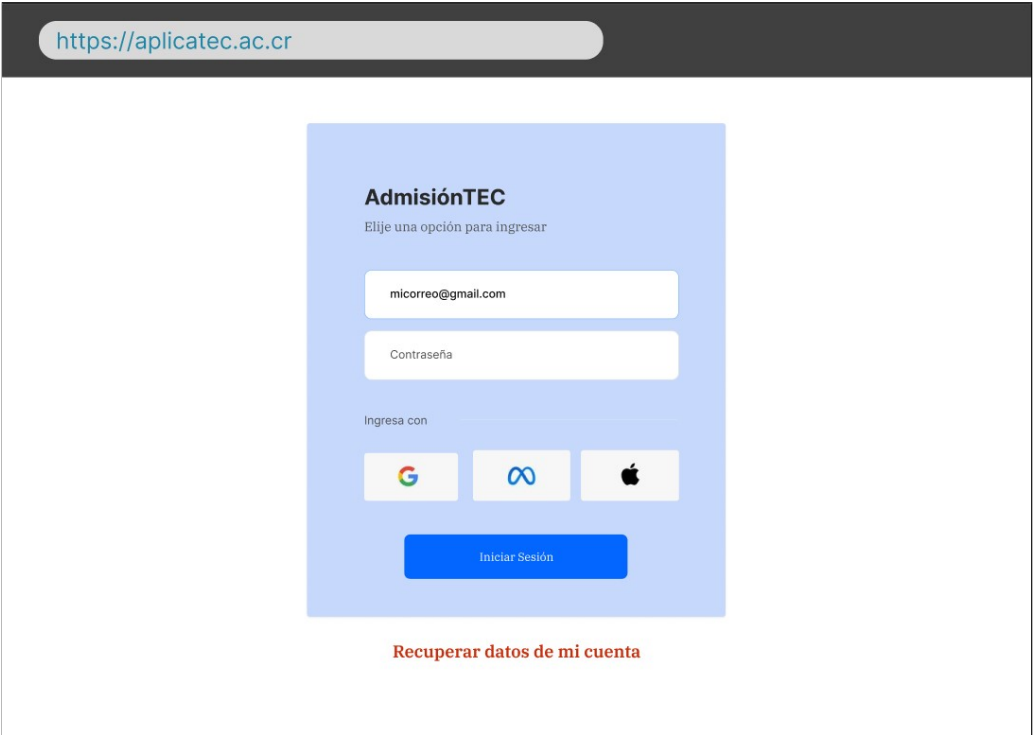 https://aplicatec.ac.cr
AdmisiónTEC
Elije una opción para ingresar
micorreo@gmail.com
Contraseña
Ingresa con
Iniciar Sesión
Recuperar datos de mi cuenta